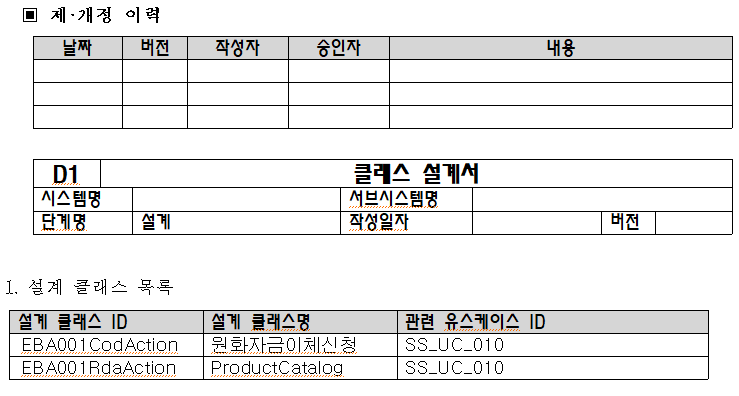 ▣ 제·개정 이력
날짜 버전 작성자 승인자 내용
D1 클래스 설계서
시스템명 서브시스템명
단계명 설계 작성일자 버전
1. 설계 클래스 목록
설계 클래스 ID 설계 클래스명 관련 유스케이스 ID
EBA001CodAction 원화자금이체신청 SS_UC_010
EBA001RdaAction ProductCatalog SS_UC_010